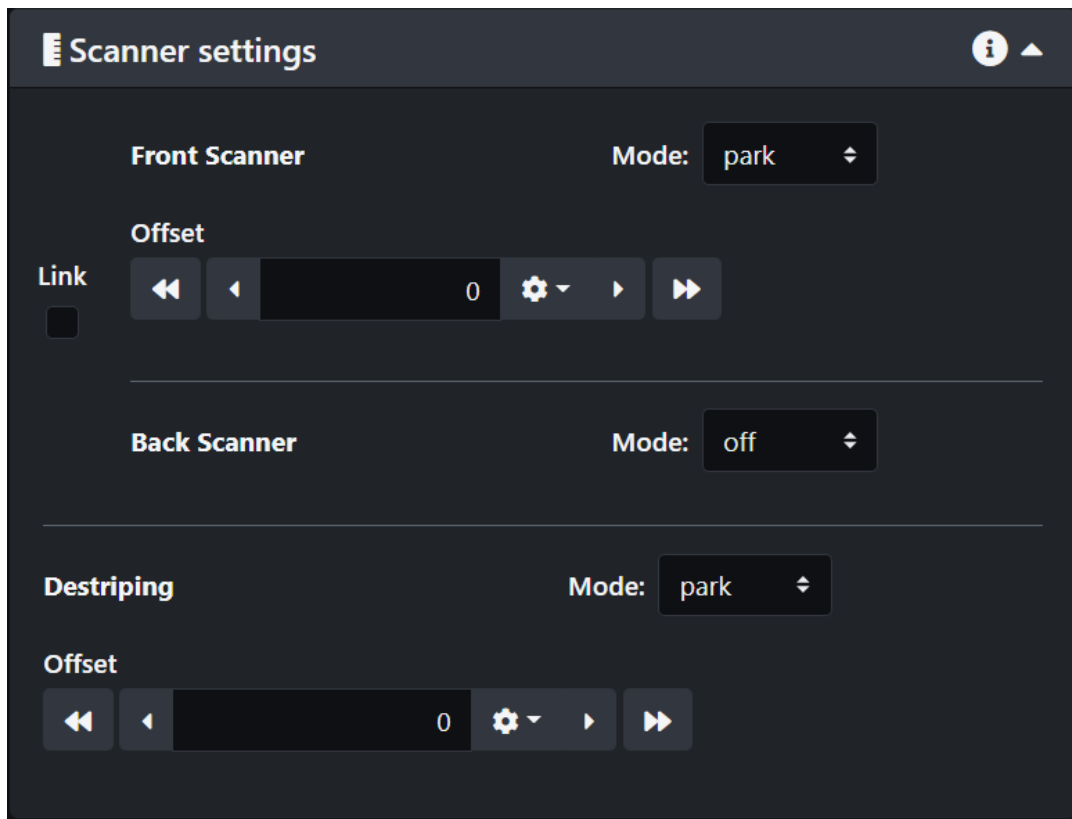 Scanner settings
Front Scanner Mode: park
Offset
Link
0
Back Scanner Mode: off
Destriping Mode: park
Offset
0